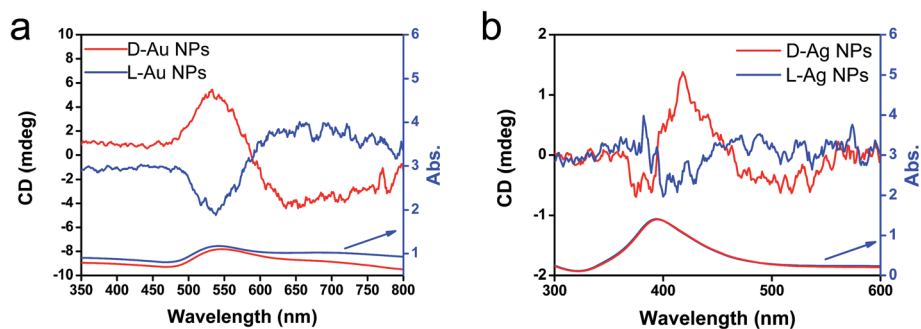 a
D-Au NPs
L-Au NPs
CD (mdeg)
10
8
6
4
2
0
-2
-4
-6
-8
-10
350 400 450 500 550 600 650 700 750 800
Wavelength (nm)
6
5
4
3
2
1
0
Abs.
b
D-Ag NPs
L-Ag NPs
CD (mdeg)
2
1
0
-1
-2
300 400 500 600
Wavelength (nm)
6
5
4
3
2
1
0
Abs.